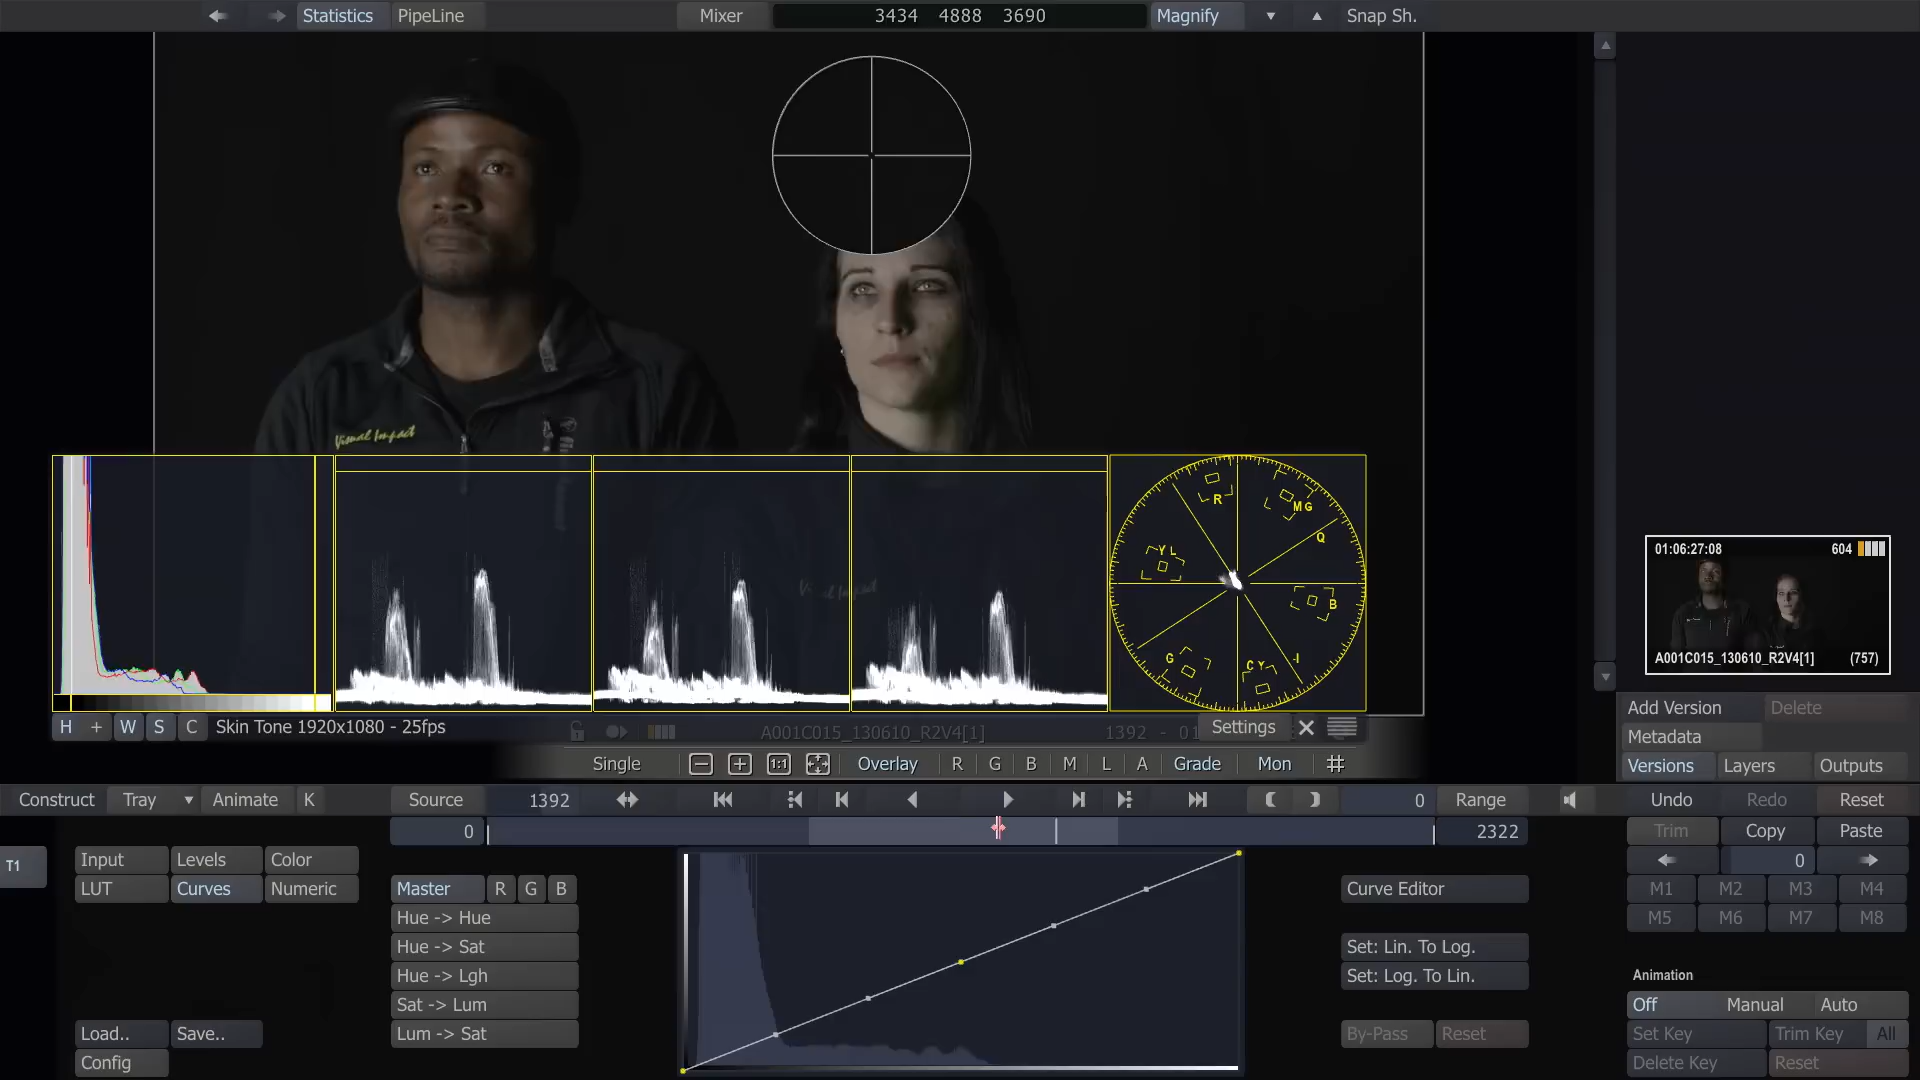 Statistics PipeLine Mixer 3434 4888 3690 Magnify Snap Sh.
Visual Impact
R MG Q YL B G CY -I
H + W S C Skin Tone 1920x1080 - 25fps A001C015_130610_R2V4[1] 1392 - 01 Settings
01:06:27:08 604
A001C015_130610_R2V4[1] (757)
Add Version Delete
Metadata
Versions Layers Outputs
Single 1:1 Overlay R G B M L A Grade Mon #
Construct Tray Animate K Source 1392 0 Range Undo Redo Reset
0 2322 Trim Copy Paste
T1 Input Levels Color 0
LUT Curves Numeric Master R G B Curve Editor M1 M2 M3 M4
Hue -> Hue M5 M6 M7 M8
Hue -> Sat Set: Lin. To Log.
Hue -> Lgh Set: Log. To Lin. Animation
Sat -> Lum Off Manual Auto
Load.. Save.. Lum -> Sat By-Pass Reset Set Key Trim Key All
Config Delete Key Reset